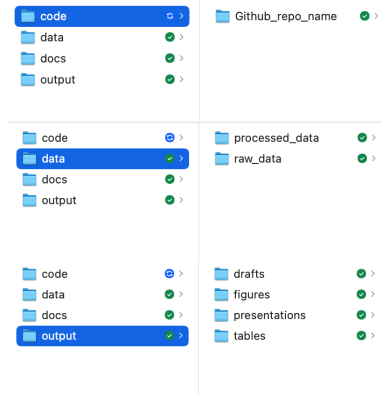 code
data
docs
output
Github_repo_name
code
data
docs
output
processed_data
raw_data
code
data
docs
output
drafts
figures
presentations
tables